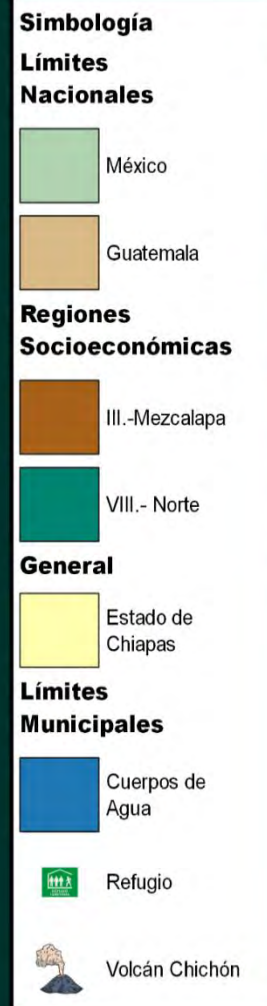 Simbología
Límites
Nacionales
México
Guatemala
Regiones
Socioeconómicas
III.-Mezcalapa
VIII.- Norte
General
Estado de
Chiapas
Límites
Municipales
Cuerpos de
Agua
Refugio
Volcán Chichón